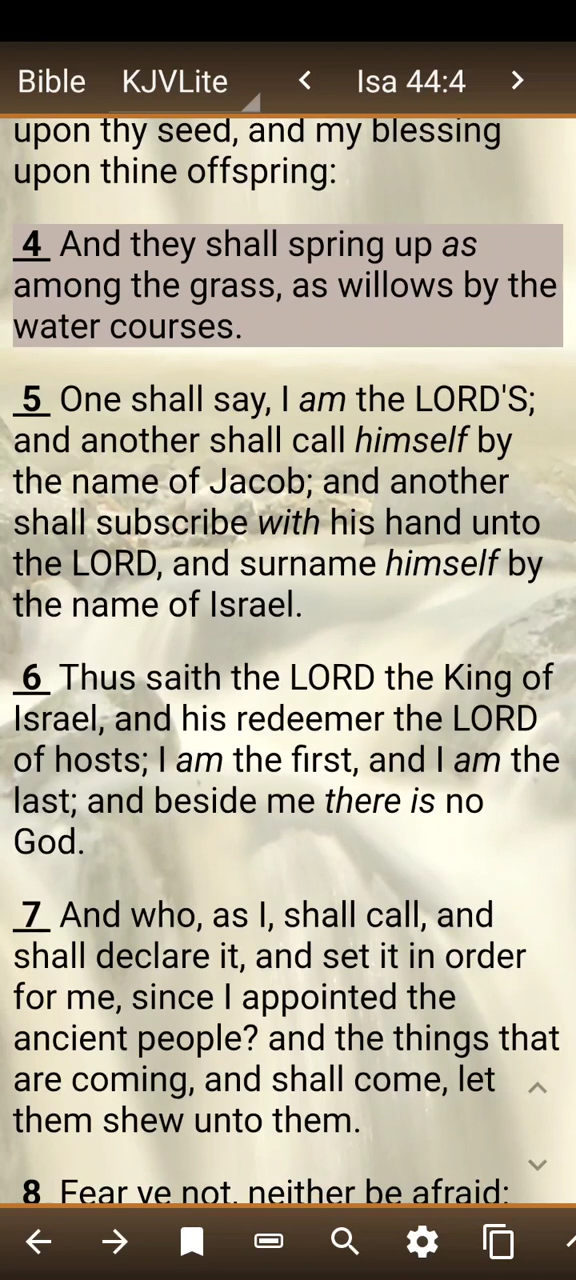 Bible KJVLite < Isa 44:4 >
upon thy seed, and my blessing
upon thine offspring:
4 And they shall spring up as
among the grass, as willows by the
water courses.
5 One shall say, I am the LORD'S;
and another shall call himself by
the name of Jacob; and another
shall subscribe with his hand unto
the LORD, and surname himself by
the name of Israel.
6 Thus saith the LORD the King of
Israel, and his redeemer the LORD
of hosts; I am the first, and I am the
last; and beside me there is no
God.
7 And who, as I, shall call, and
shall declare it, and set it in order
for me, since I appointed the
ancient people? and the things that
are coming, and shall come, let
them shew unto them.
8 Fear ye not, neither be afraid: